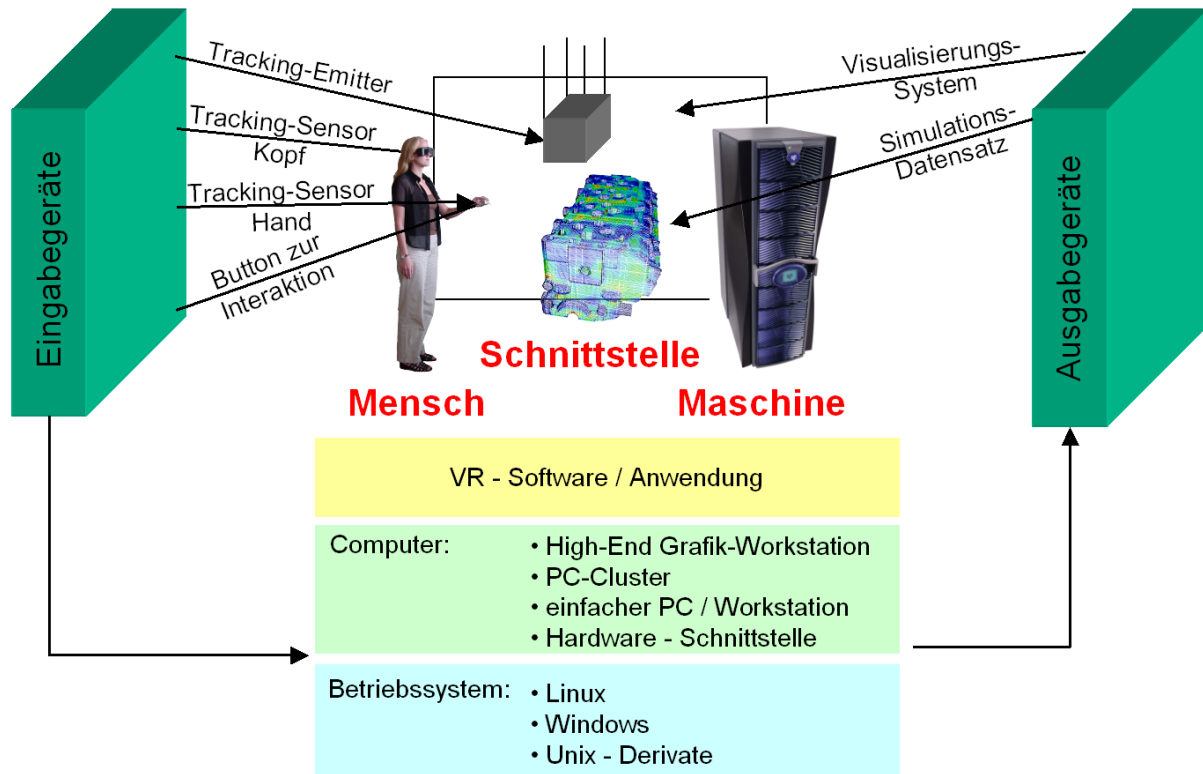 Eingabegeräte
Tracking-Emitter
Tracking-Sensor
Kopf
Tracking-Sensor
Hand
Button zur
Interaktion
Visualisierungs-
System
Simulations-
Datensatz
Ausgabegeräte
Schnittstelle
Mensch
Maschine
VR - Software / Anwendung
Computer:
• High-End Grafik-Workstation
• PC-Cluster
• einfacher PC / Workstation
• Hardware - Schnittstelle
Betriebssystem:
• Linux
• Windows
• Unix - Derivate